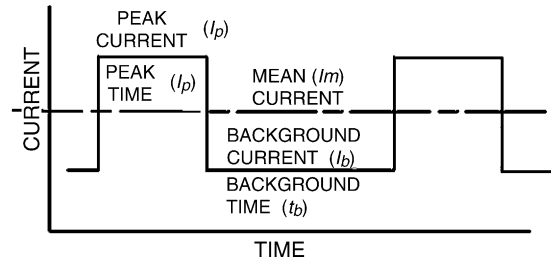 PEAK
CURRENT (Ip)
PEAK
TIME (Ip)
MEAN (Im)
CURRENT
BACKGROUND
CURRENT (Ib)
BACKGROUND
TIME (tb)
CURRENT
TIME